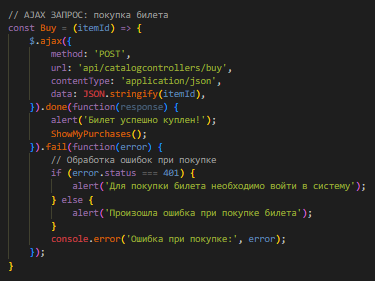 // AJAX ЗАПРОС: покупка билета
const Buy = (itemId) => {
    $.ajax({
        method: 'POST',
        url: 'api/catalogcontrollers/buy',
        contentType: 'application/json',
        data: JSON.stringify(itemId),
    }).done(function(response) {
        alert('Билет успешно куплен!');
        ShowMyPurchases();
    }).fail(function(error) {
        // Обработка ошибок при покупке
        if (error.status === 401) {
            alert('Для покупки билета необходимо войти в систему');
        } else {
            alert('Произошла ошибка при покупке билета');
        }
        console.error('Ошибка при покупке:', error);
    });
}